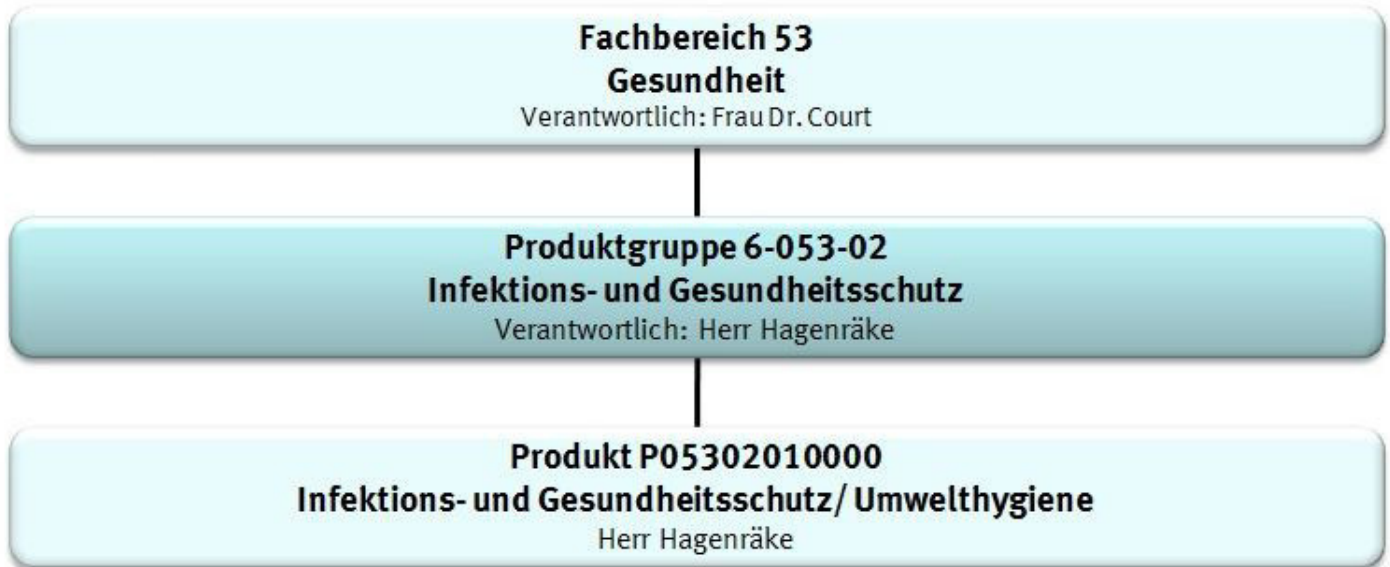 Fachbereich 53
Gesundheit
Verantwortlich: Frau Dr. Court
Produktgruppe 6-053-02
Infektions- und Gesundheitsschutz
Verantwortlich: Herr Hagenräke
Produkt P05302010000
Infektions- und Gesundheitsschutz/ Umwelthygiene
Herr Hagenräke